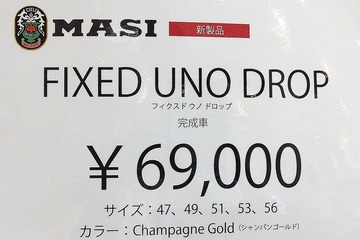 MASI 新製品
FIXED UNO DROP
フィクスド ウノ ドロップ
完成車
￥69,000
サイズ：47、49、51、53、56
カラー：Champagne Gold（シャンパンゴールド）